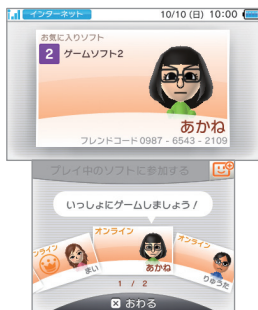 インターネット 10/10 (日) 10:00
お気に入りソフト
2 ゲームソフト2
あかね
フレンドコード 0987 - 6543 - 2109
プレイ中のソフトに参加する
いっしょにゲームしましょう!
オンライン
オンライン
オンライン
まい
あかね
りゅうた
1 / 2
X おわる